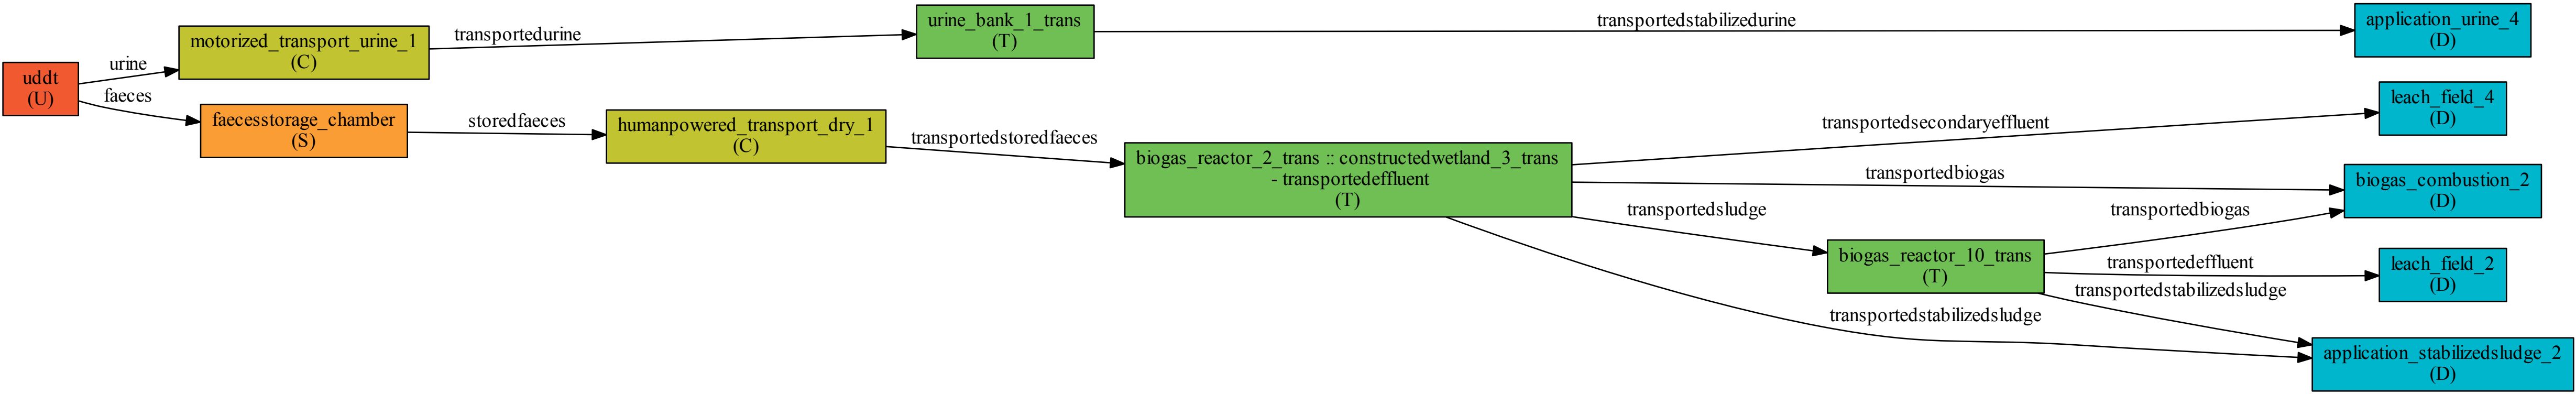 uddt
(U)
urine
faeces
motorized_transport_urine_1
(C)
transportedurine
urine_bank_1_trans
(T)
transportedstabilizedurine
application_urine_4
(D)
faecesstorage_chamber
(S)
storedfaeces
humanpowered_transport_dry_1
(C)
transportedstoredfaeces
biogas_reactor_2_trans :: constructedwetland_3_trans
- transportedeffluent
(T)
transportedsecondaryeffluent
leach_field_4
(D)
transportedbiogas
biogas_combustion_2
(D)
transportedsludge
transportedbiogas
biogas_reactor_10_trans
(T)
transportedeffluent
leach_field_2
(D)
transportedstabilizedsludge
transportedstabilizedsludge
application_stabilizedsludge_2
(D)